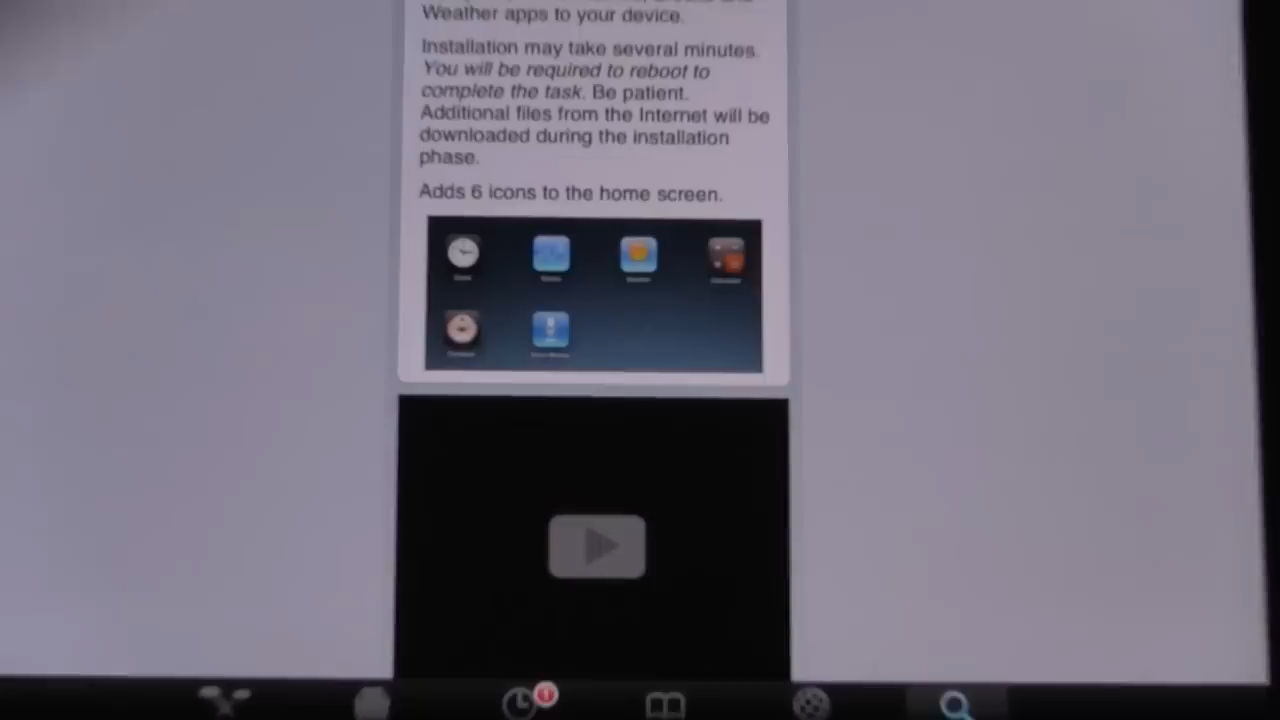 Weather apps to your device.
Installation may take several minutes.
You will be required to reboot to
complete the task. Be patient.
Additional files from the Internet will be
downloaded during the installation
phase.
Adds 6 icons to the home screen.